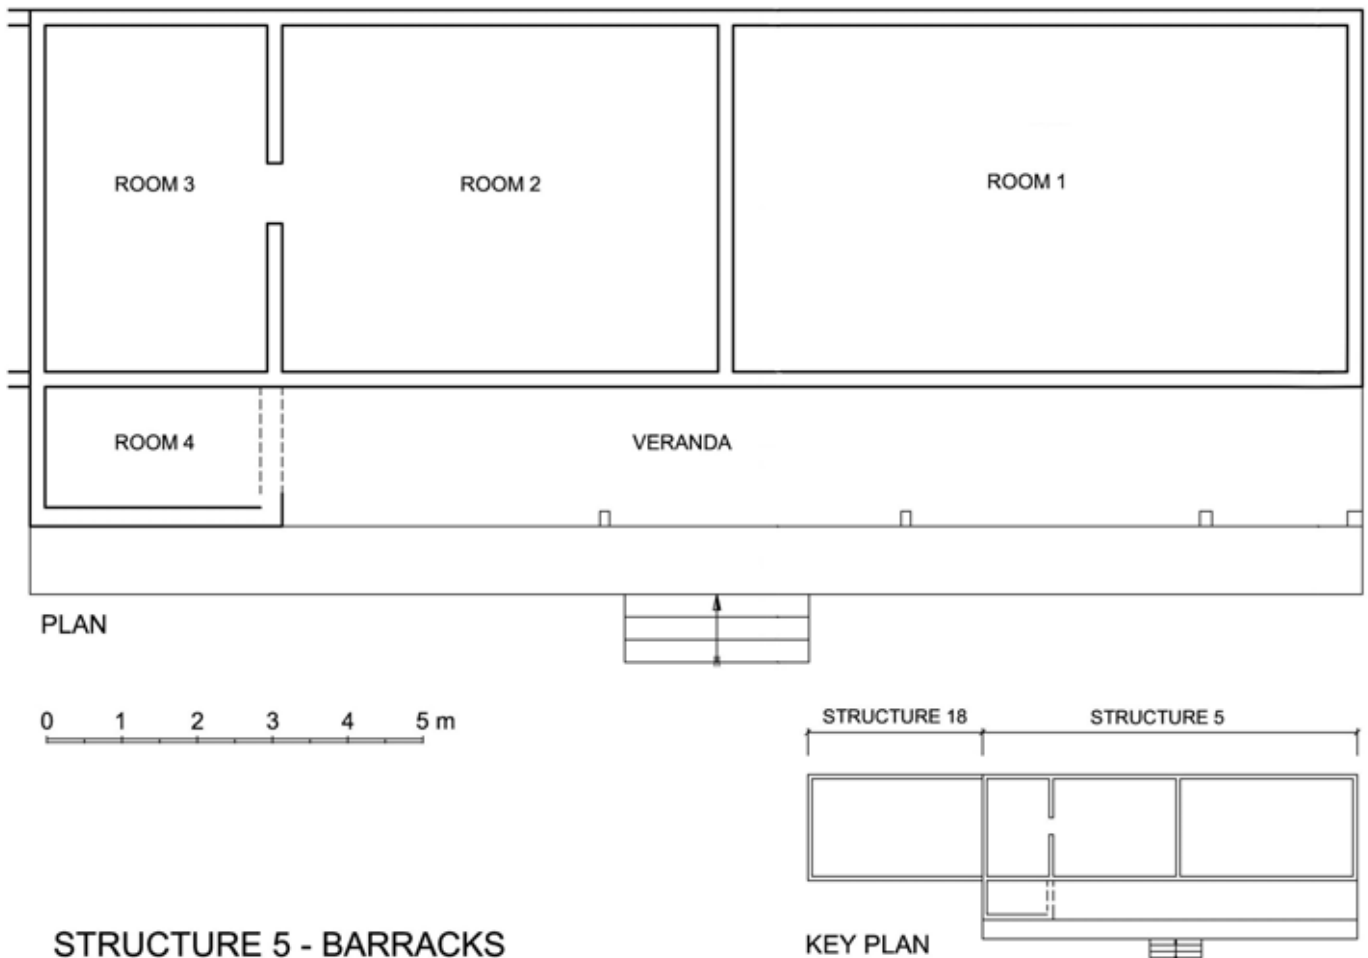 ROOM 3
ROOM 2
ROOM 1
ROOM 4
VERANDA
PLAN
0 1 2 3 4 5 m
STRUCTURE 18
STRUCTURE 5
STRUCTURE 5 - BARRACKS
KEY PLAN